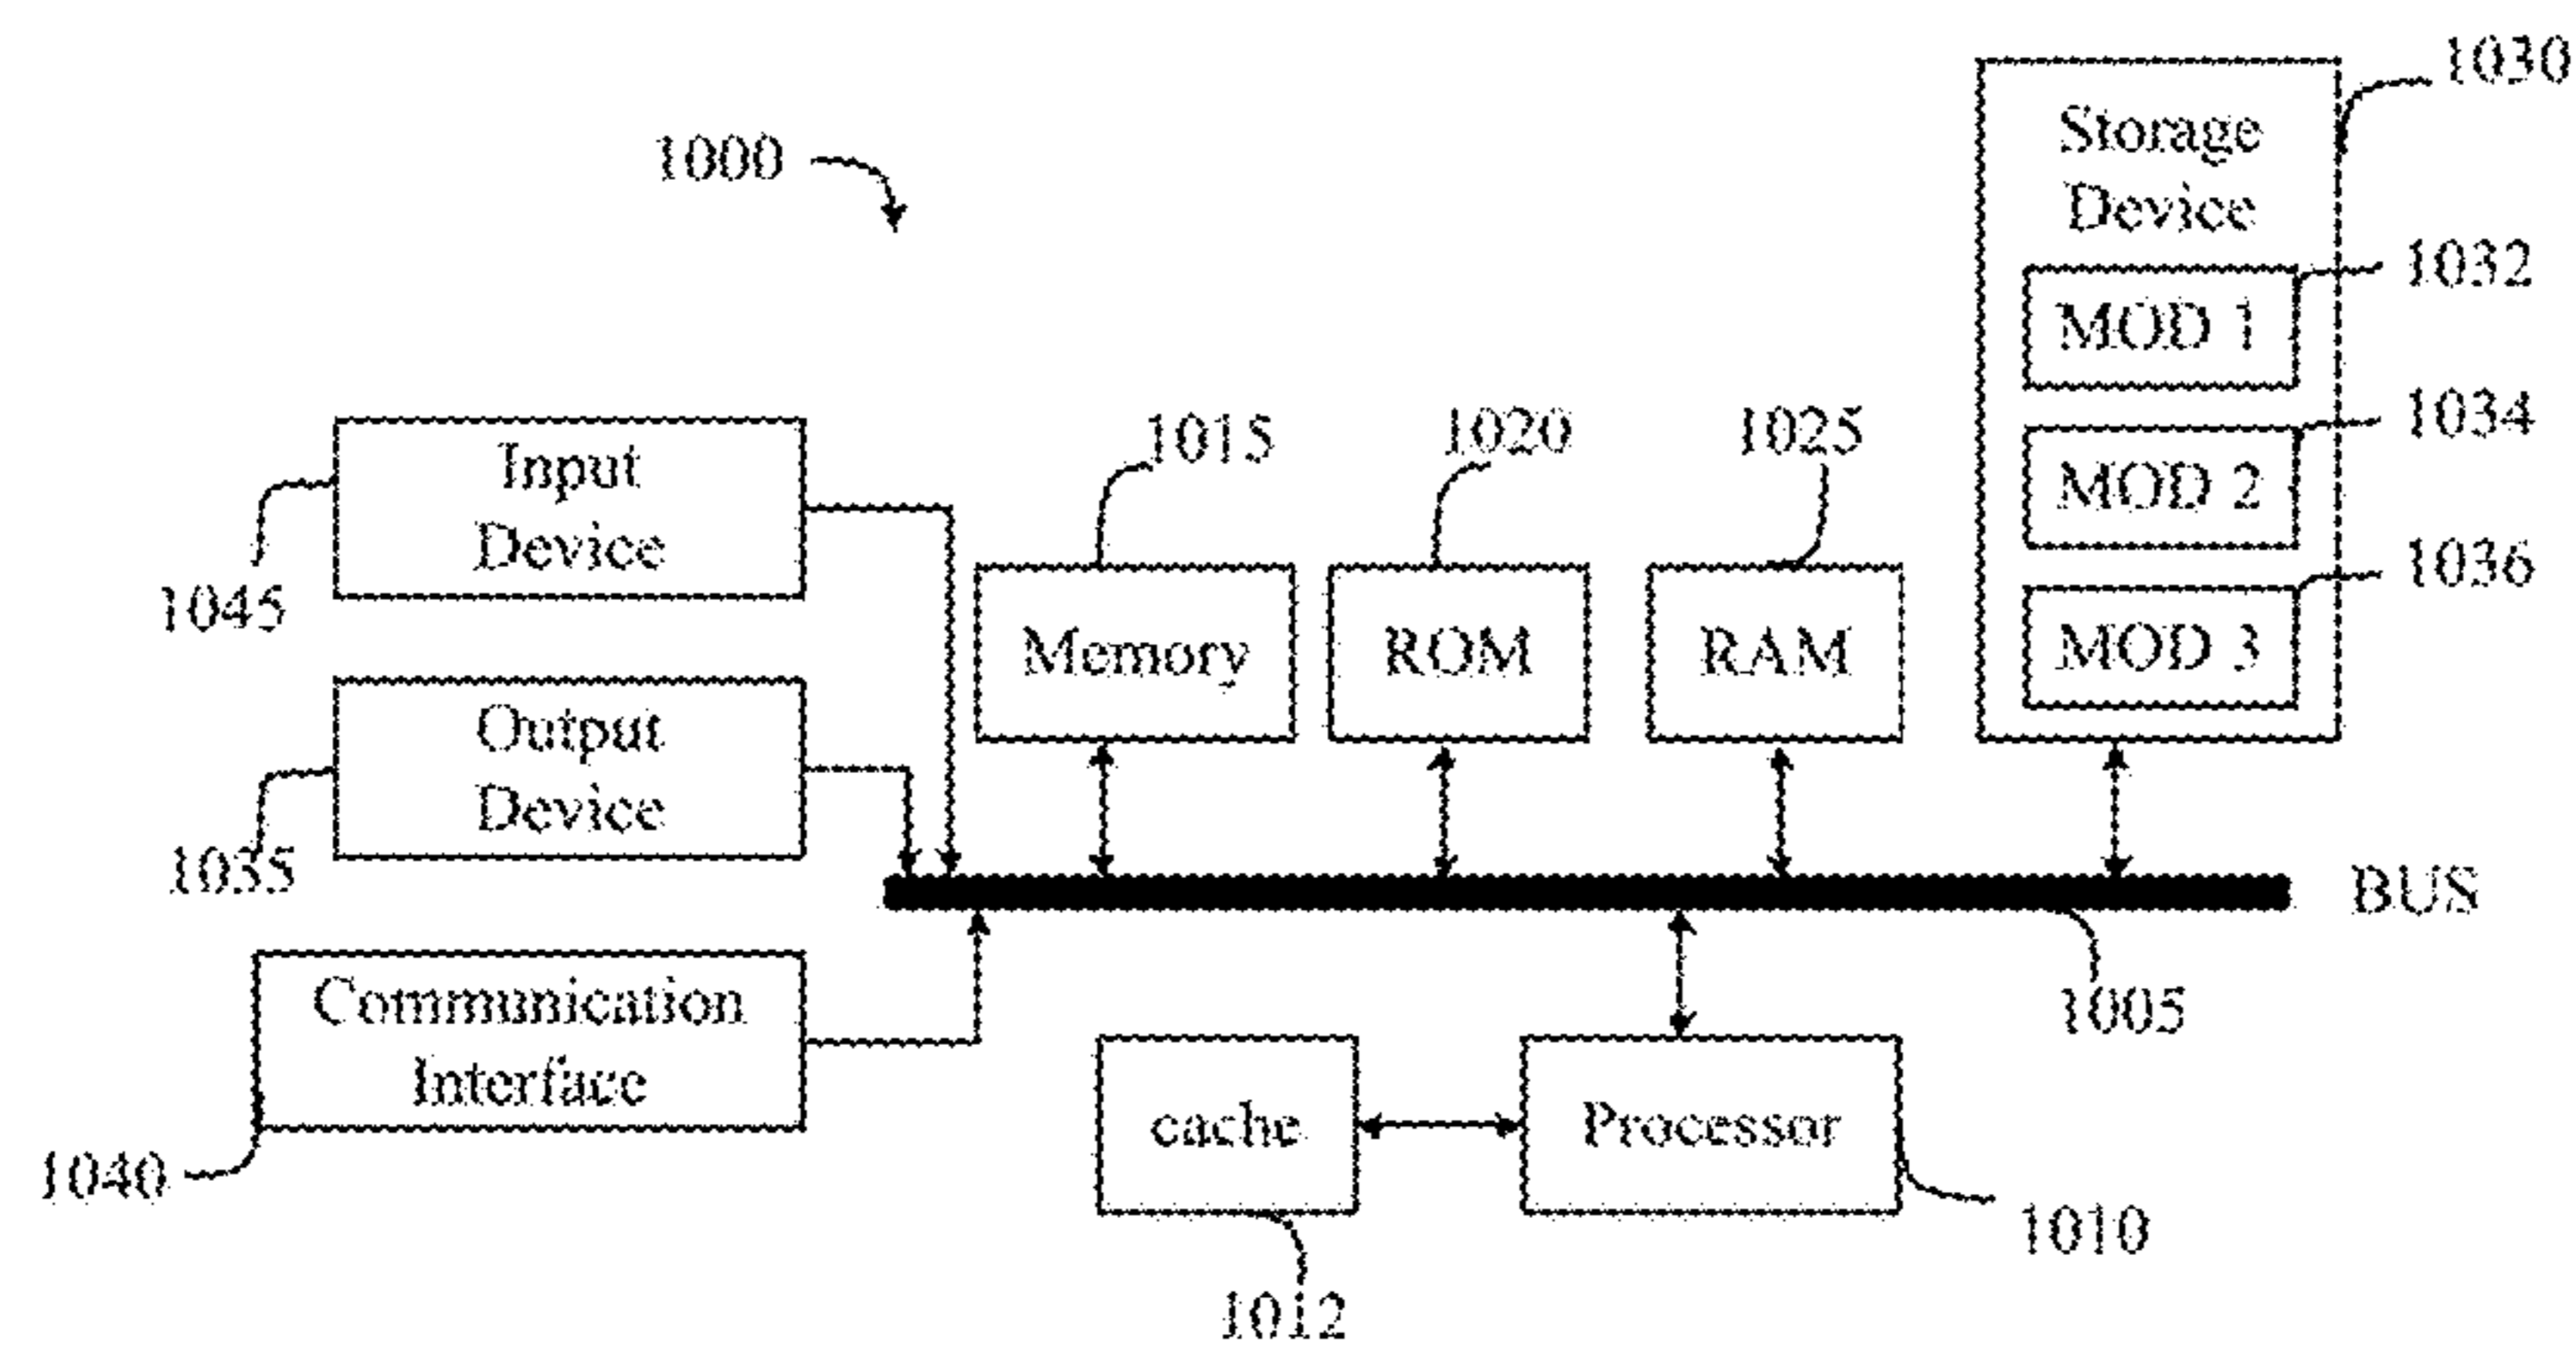 1030
Storage
Device
1000
1032
MOD 1
1034
MOD 2
1036
MOD 3
Input
Device
1045
1015
1020
1025
Memory
ROM
RAM
Output
Device
1035
BUS
1005
Communication
Interface
1040
cache
Processor
1010
1012